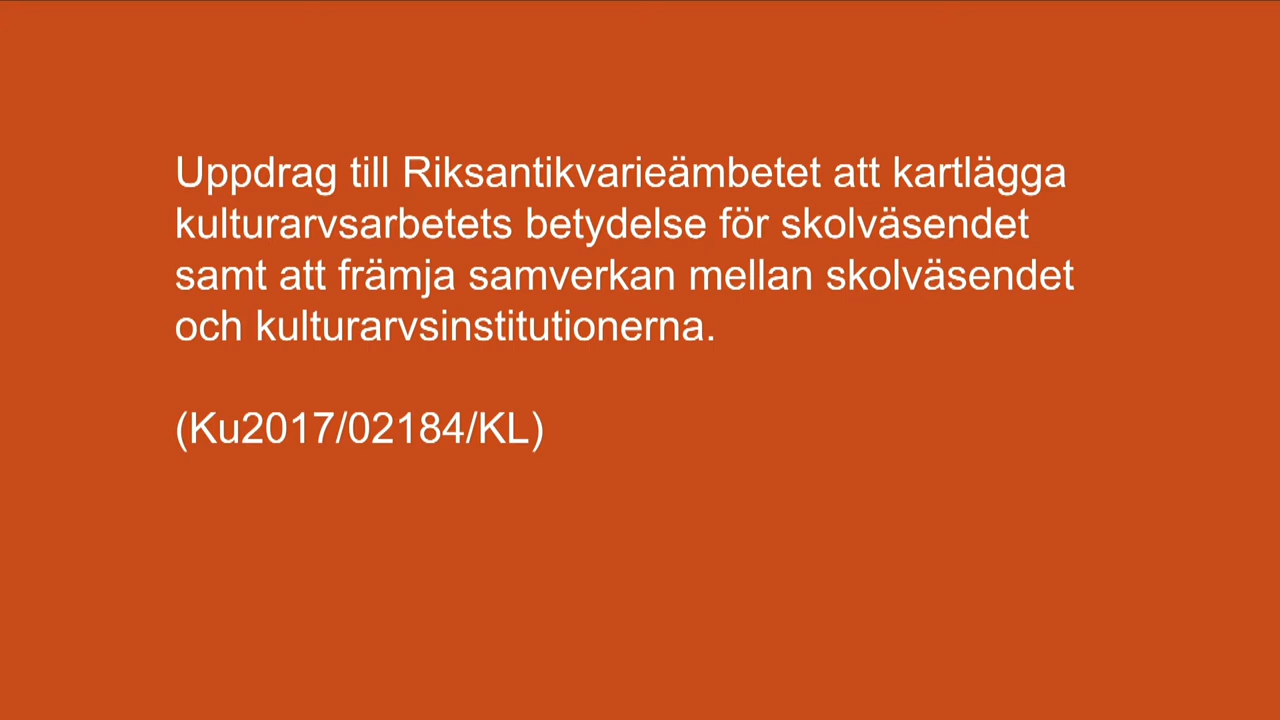 Uppdrag till Riksantikvarieämbetet att kartlägga
kulturarvsarbetets betydelse för skolväsendet
samt att främja samverkan mellan skolväsendet
och kulturarvsinstitutionerna.
(Ku2017/02184/KL)